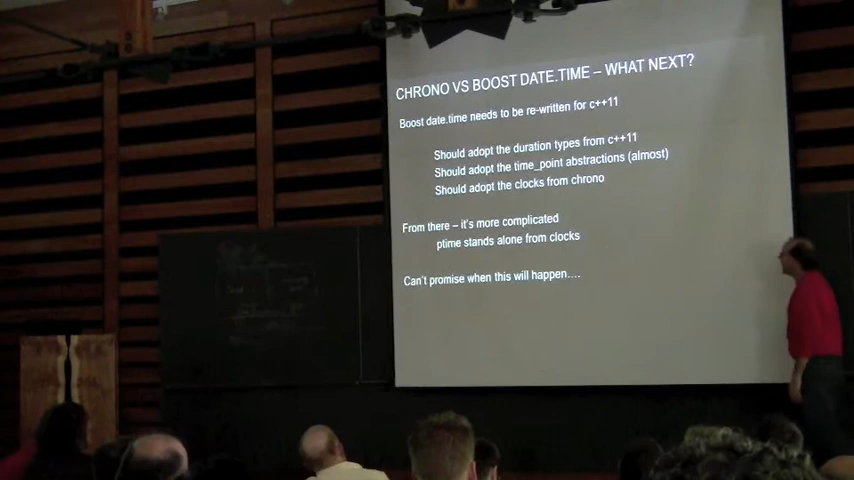 CHRONO VS BOOST DATE.TIME – WHAT NEXT?
Boost date.time needs to be re-written for c++11
Should adopt the duration types from c++11
Should adopt the time_point abstractions (almost)
Should adopt the clocks from chrono
From there – it's more complicated
ptime stands alone from clocks
Can't promise when this will happen....